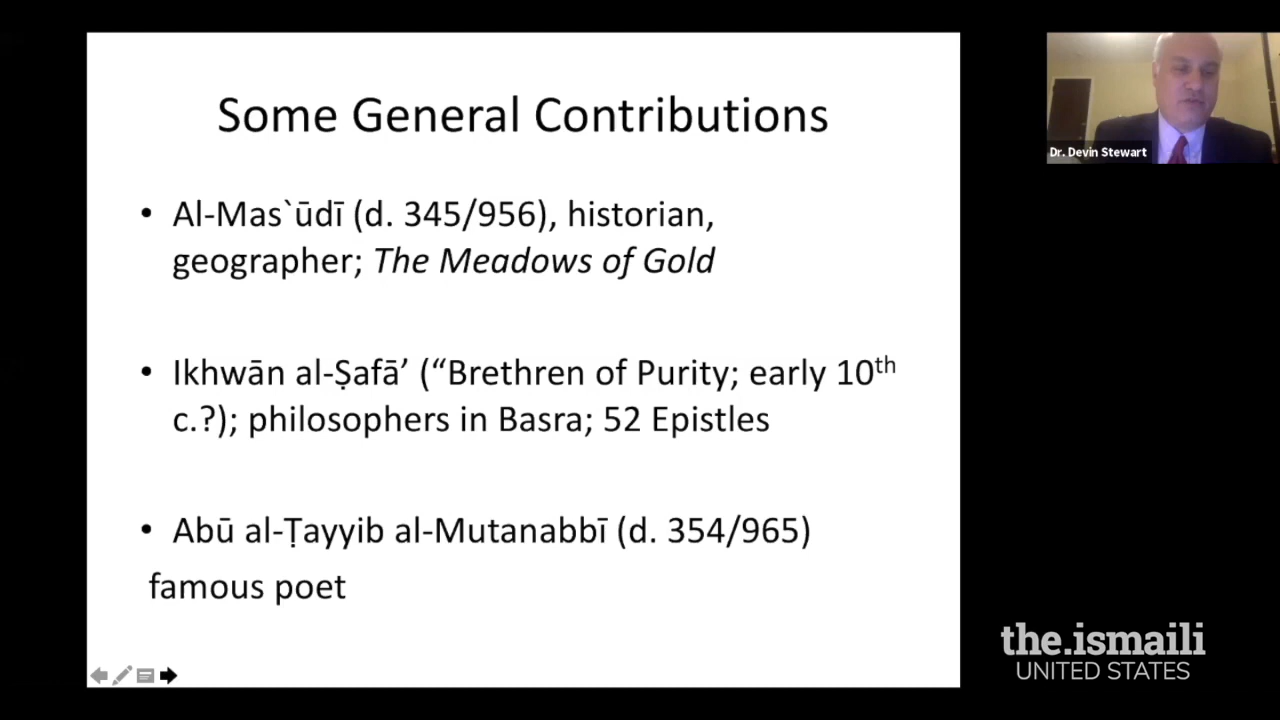 Some General Contributions
• Al-Mas`ūdī (d. 345/956), historian,
geographer; The Meadows of Gold
• Ikhwān al-Ṣafā’ (“Brethren of Purity; early 10th
c.?); philosophers in Basra; 52 Epistles
• Abū al-Ṭayyib al-Mutanabbī (d. 354/965)
famous poet
Dr. Devin Stewart
the.ismaili
UNITED STATES